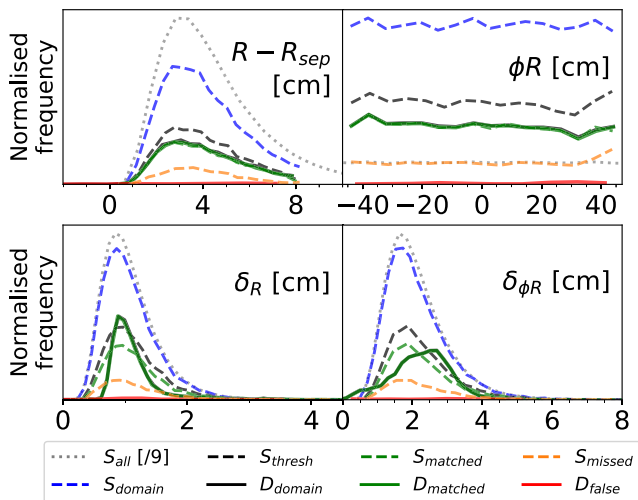 Normalised
frequency
R − R_sep
[cm]
ϕR [cm]
0 4 8
−40 −20 0 20 40
Normalised
frequency
δ_R [cm]
δ_ϕR [cm]
0 2 4
0 2 4 6 8
S_all [/9] S_thresh S_matched S_missed
S_domain D_domain D_matched D_false